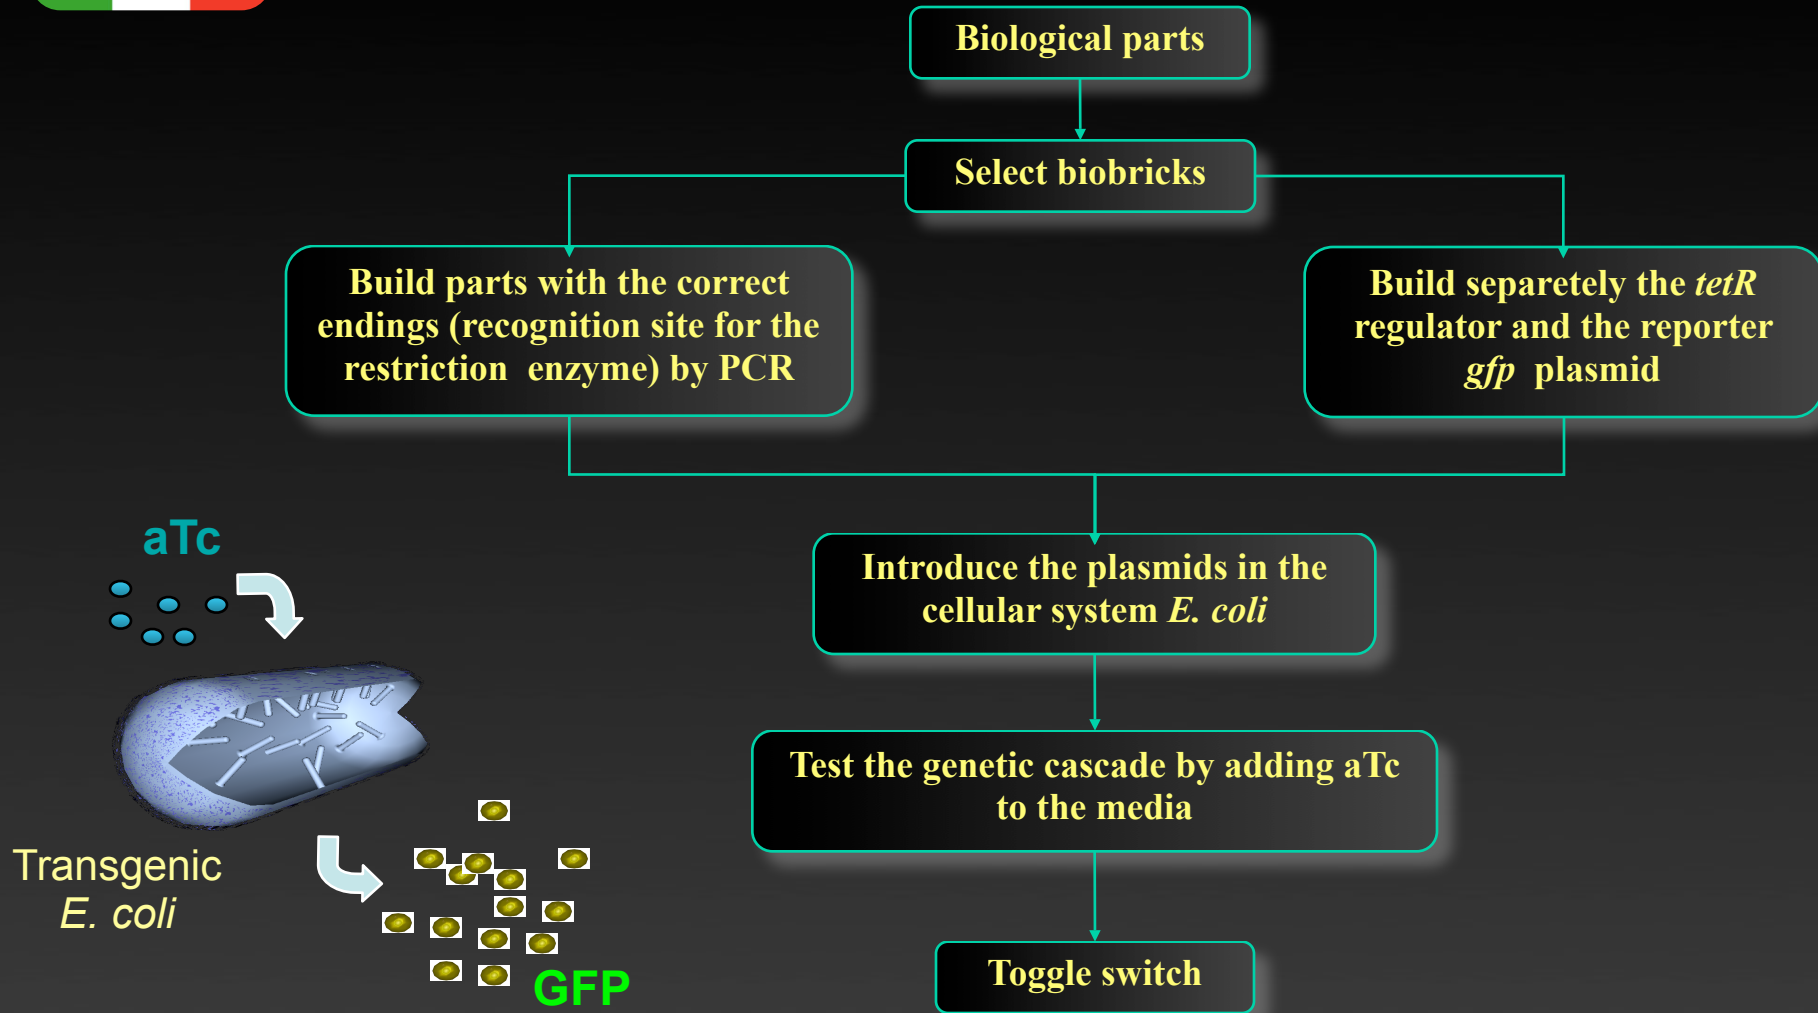 Biological parts
Select biobricks
Build parts with the correct
endings (recognition site for the
restriction enzyme) by PCR
Build separetely the tetR
regulator and the reporter
gfp plasmid
Introduce the plasmids in the
cellular system E. coli
Test the genetic cascade by adding aTc
to the media
Toggle switch
aTc
Transgenic
E. coli
GFP